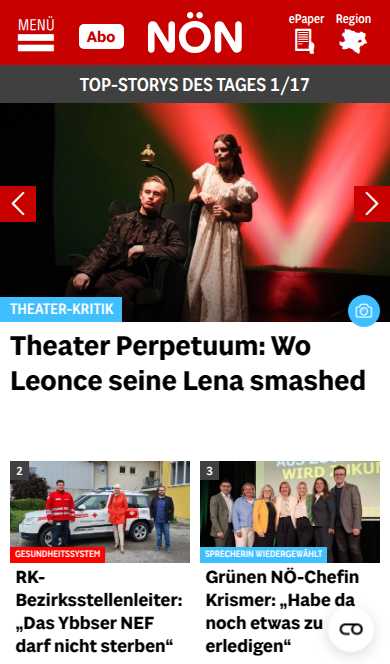 MENÜ
Abo
NÖN
ePaper
Region
TOP-STORYS DES TAGES 1/17
THEATER-KRITIK
Theater Perpetuum: Wo
Leonce seine Lena smashed
2
GESUNDHEITSSYSTEM
RK-
Bezirksstellenleiter:
„Das Ybbser NEF
darf nicht sterben“
3
WIRD ZUKUN
SPRECHERIN WIEDERGEWÄHLT
Grünen NÖ-Chefin
Krismer: „Habe da
noch etwas zu
erledigen“